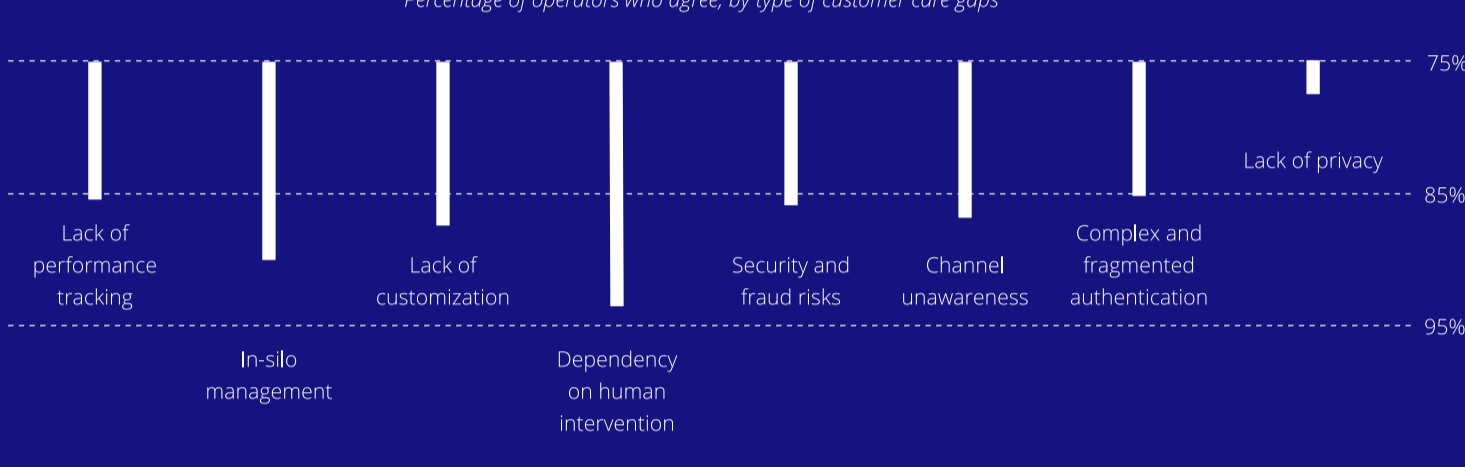 Percentage of operators who agree, by type of customer care gaps
75%
Lack of privacy
85%
Lack of
performance
tracking
Lack of
customization
Security and
fraud risks
Channel
unawareness
Complex and
fragmented
authentication
95%
In-silo
management
Dependency
on human
intervention